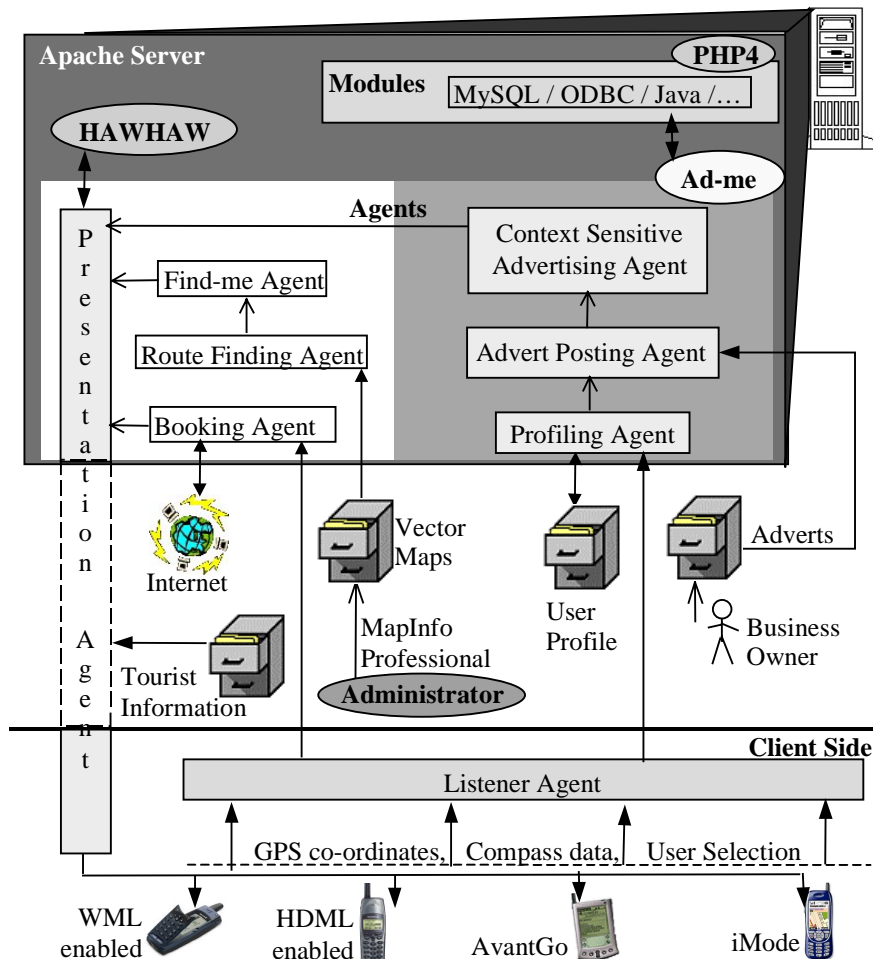 Apache Server
PHP4
Modules
MySQL / ODBC / Java /…
HAWHAW
Ad-me
Agents
Presentation Agent
Context Sensitive
Advertising Agent
Find-me Agent
Route Finding Agent
Advert Posting Agent
Booking Agent
Profiling Agent
Internet
Vector
Maps
User
Profile
Adverts
MapInfo
Professional
Administrator
Business
Owner
Tourist
Information
Client Side
Listener Agent
GPS co-ordinates, Compass data, User Selection
WML
enabled
HDML
enabled
AvantGo
iMode